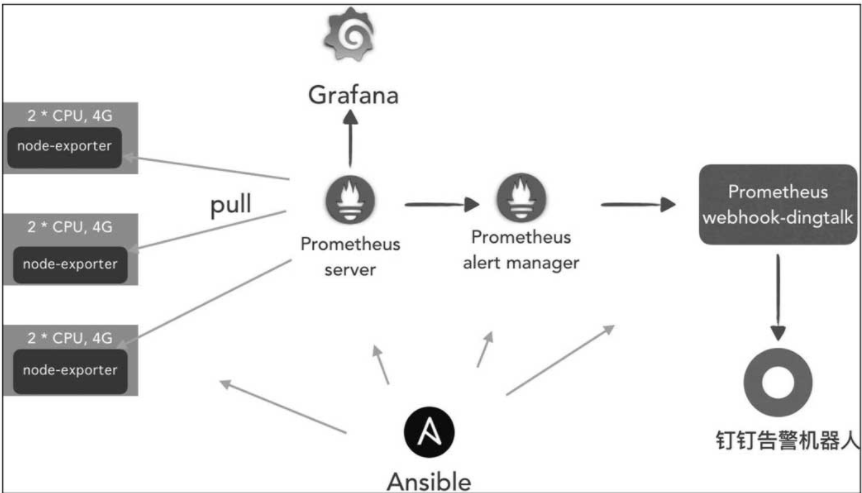 Grafana
2 * CPU, 4G
node-exporter
pull
2 * CPU, 4G
node-exporter
2 * CPU, 4G
node-exporter
Prometheus
server
Prometheus
alert manager
Prometheus
webhook-dingtalk
钉钉告警机器人
Ansible